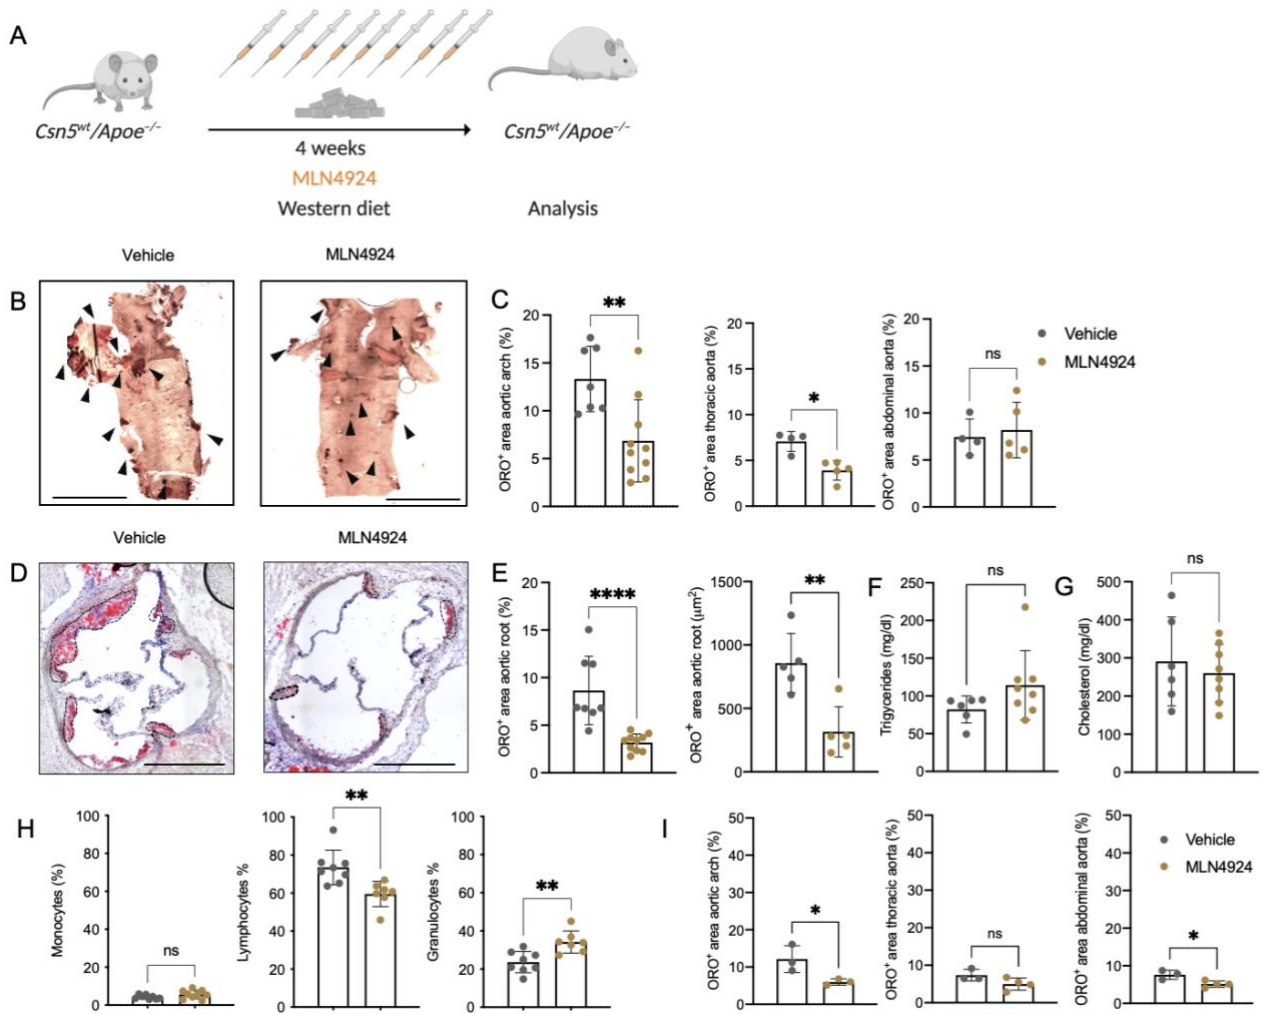 A
Csn5wt/Apoe−/−
4 weeks
MLN4924
Western diet
Csn5wt/Apoe−/−
Analysis
Vehicle
MLN4924
B
C
ORO+ area aortic arch (%)
20
15
10
5
0
**
ORO+ area thoracic aorta (%)
20
15
10
5
0
*
ORO+ area abdominal aorta (%)
20
15
10
5
0
ns
Vehicle
MLN4924
Vehicle
MLN4924
D
E
ORO+ area aortic root (%)
20
15
10
5
0
****
ORO+ area aortic root (μm2)
1500
1000
500
0
**
F
Trigycerides (mg/dl)
250
200
150
100
50
0
ns
G
Cholesterol (mg/dl)
500
400
300
200
100
0
ns
H
Monocytes (%)
100
80
60
40
20
0
ns
Lymphocytes %
100
80
60
40
20
0
**
Granulocytes %
100
80
60
40
20
0
**
I
ORO+ area aortic arch (%)
50
40
30
20
10
0
*
ORO+ area thoracic aorta (%)
50
40
30
20
10
0
ns
ORO+ area abdominal aorta (%)
50
40
30
20
10
0
*
Vehicle
MLN4924